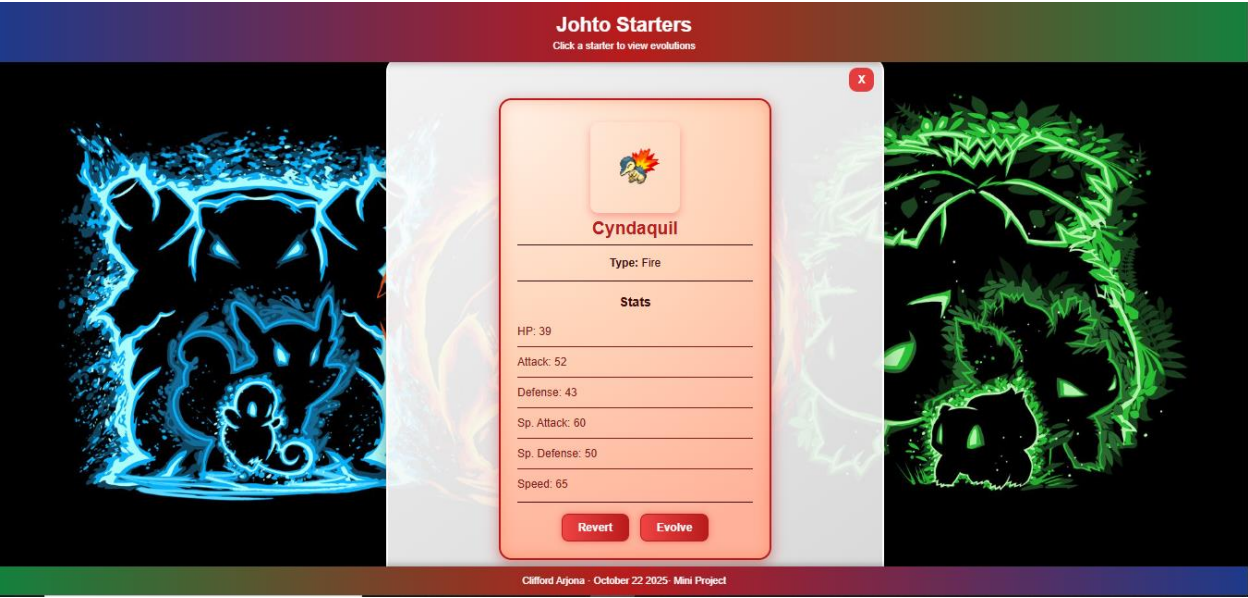 Johto Starters
Click a starter to view evolutions
X
Cyndaquil
Type: Fire
Stats
HP: 39
Attack: 52
Defense: 43
Sp. Attack: 60
Sp. Defense: 50
Speed: 65
Revert Evolve
Clifford Arjona - October 22 2025· Mini Project